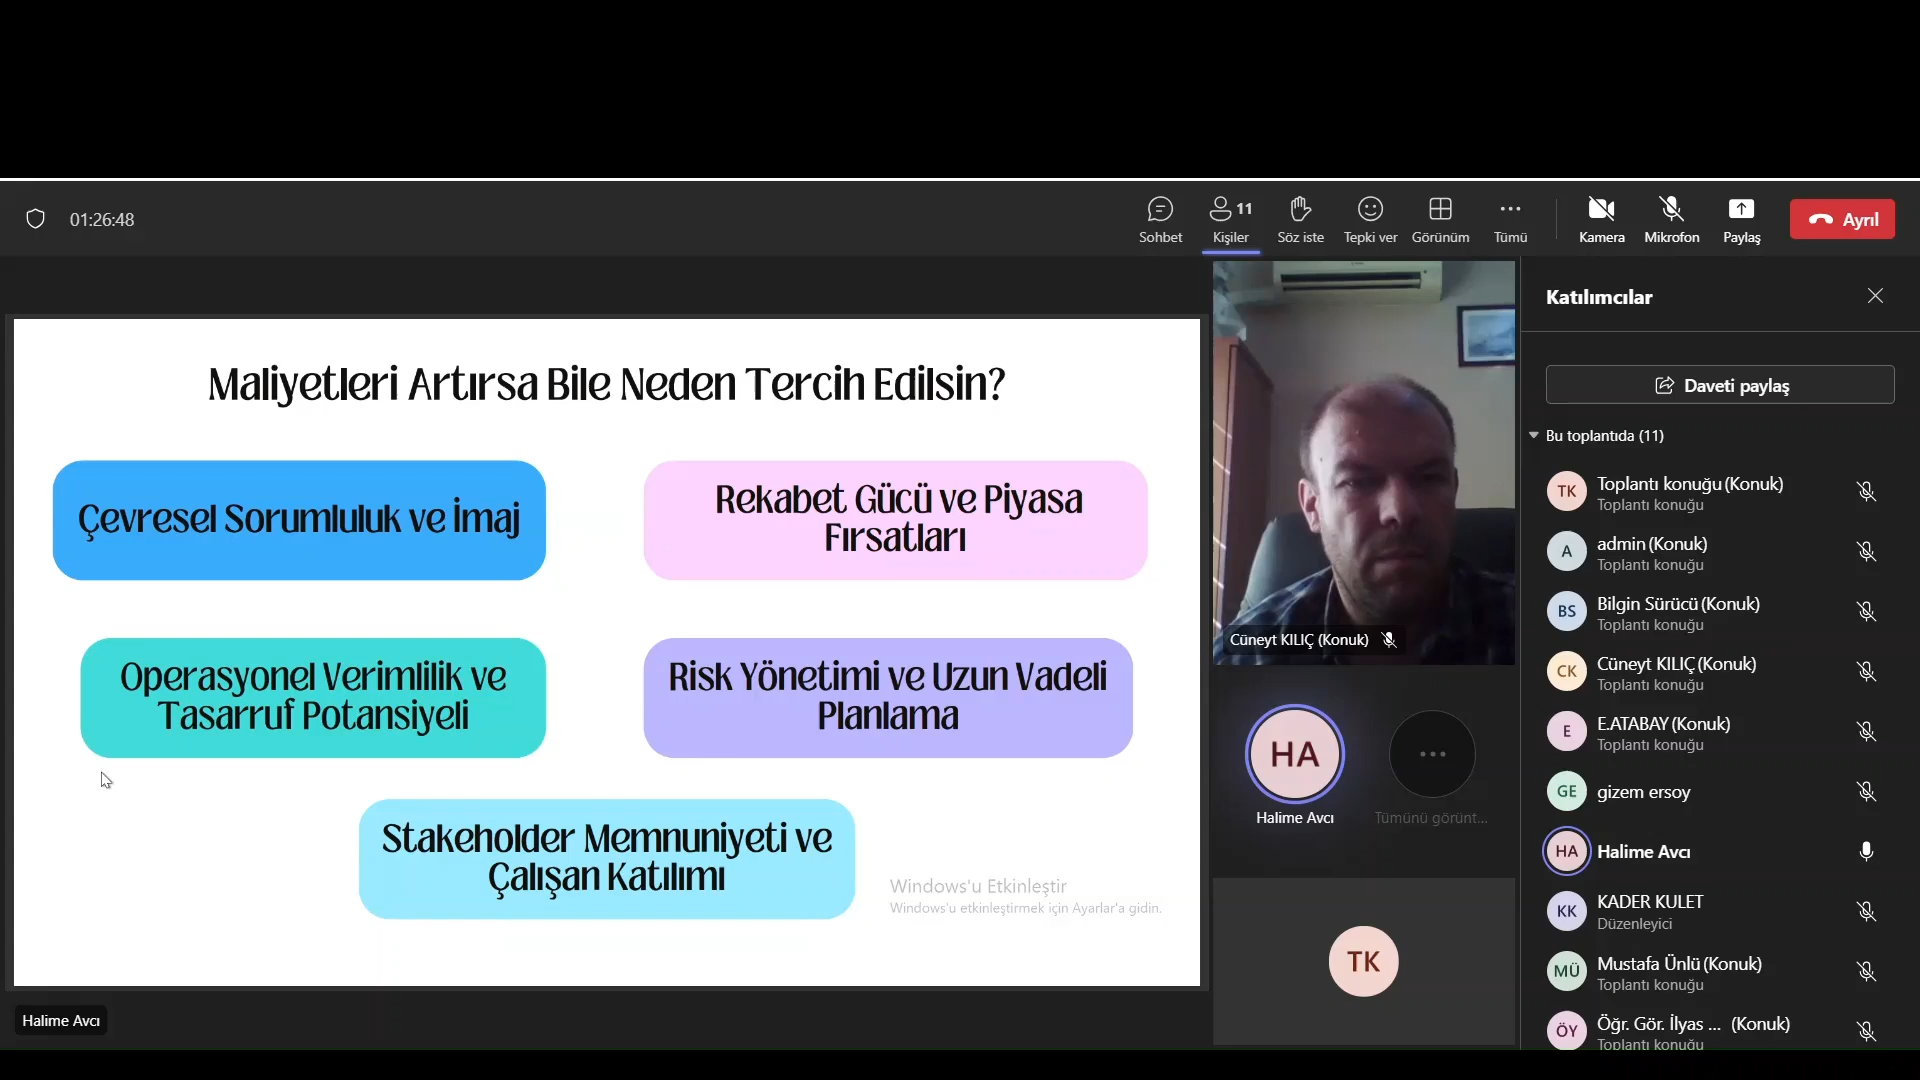 01:26:48
Sohbet
Kişiler
11
Söz iste
Tepki ver
Görünüm
Tümü
Kamera
Mikrofon
Paylaş
Ayrıl
Maliyetleri Artırsa Bile Neden Tercih Edilsin?
Çevresel Sorumluluk ve İmaj
Rekabet Gücü ve Piyasa
Fırsatları
Operasyonel Verimlilik ve
Tasarruf Potansiyeli
Risk Yönetimi ve Uzun Vadeli
Planlama
Stakeholder Memnuniyeti ve
Çalışan Katılımı
Windows'u Etkinleştir
Windows'u etkinleştirmek için Ayarlar'a gidin.
Halime Avcı
Cüneyt KILIÇ (Konuk)
HA
Halime Avcı
Tümünü görünt...
TK
Katılımcılar
Daveti paylaş
Bu toplantıda (11)
TK
Toplantı konuğu (Konuk)
Toplantı konuğu
A
admin (Konuk)
Toplantı konuğu
BS
Bilgin Sürücü (Konuk)
Toplantı konuğu
CK
Cüneyt KILIÇ (Konuk)
Toplantı konuğu
E
E.ATABAY (Konuk)
Toplantı konuğu
GE
gizem ersoy
HA
Halime Avcı
KK
KADER KULET
Düzenleyici
MÜ
Mustafa Ünlü (Konuk)
Toplantı konuğu
ÖY
Öğr. Gör. İlyas ... (Konuk)
Toplantı konuğu